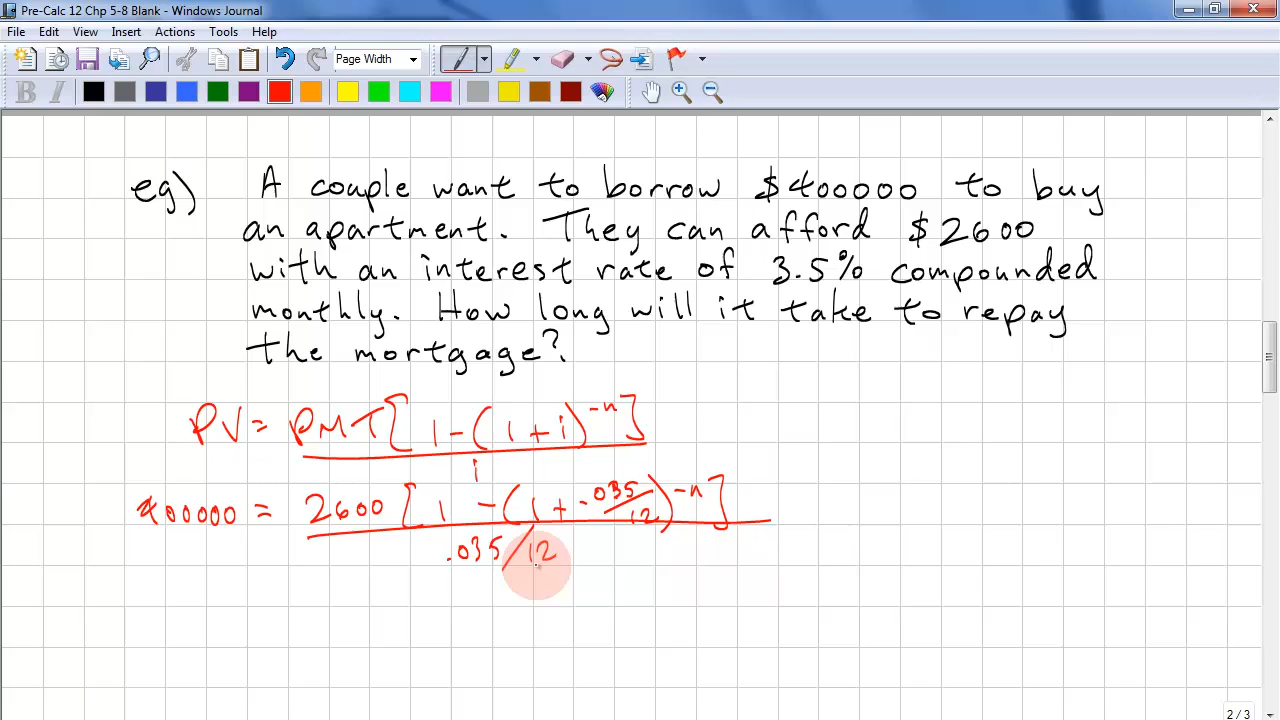 Pre-Calc 12 Chp 5-8 Blank - Windows Journal
File Edit View Insert Actions Tools Help
Page Width
B I
eg) A couple want to borrow $400000 to buy
an apartment. They can afford $2600
with an interest rate of 3.5% compounded
monthly. How long will it take to repay
the mortgage?
PV = PMT[1-(1+i)^-n]
i
400000 = 2600[1-(1+.035/12)^-n]
.035/12
2/3